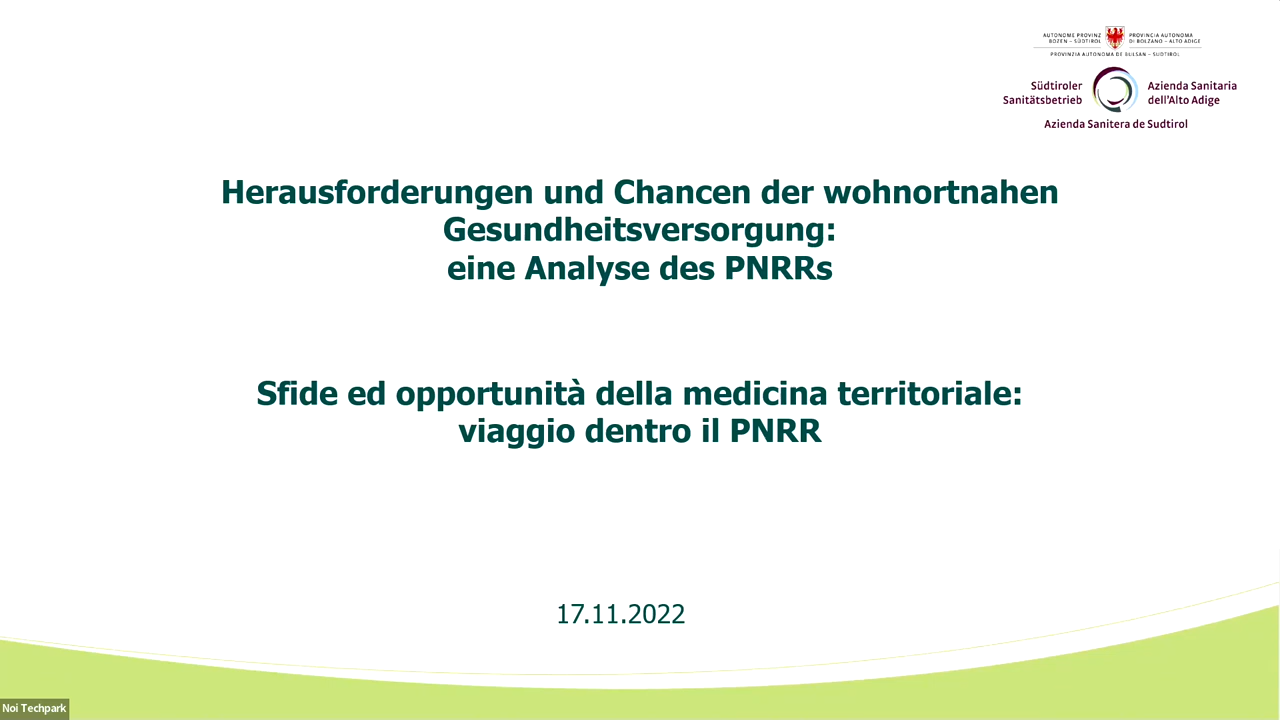 AUTONOME PROVINZ BOZEN - SÜDTIROL
PROVINCIA AUTONOMA DI BOLZANO - ALTO ADIGE
PROVINZIA AUTONOMA DE BULSAN - SÜDTIROL
Südtiroler Sanitätsbetrieb
Azienda Sanitaria dell'Alto Adige
Azienda Sanitera de Sudtirol
Herausforderungen und Chancen der wohnortnahen
Gesundheitsversorgung:
eine Analyse des PNRRs
Sfide ed opportunità della medicina territoriale:
viaggio dentro il PNRR
17.11.2022
Noi Techpark